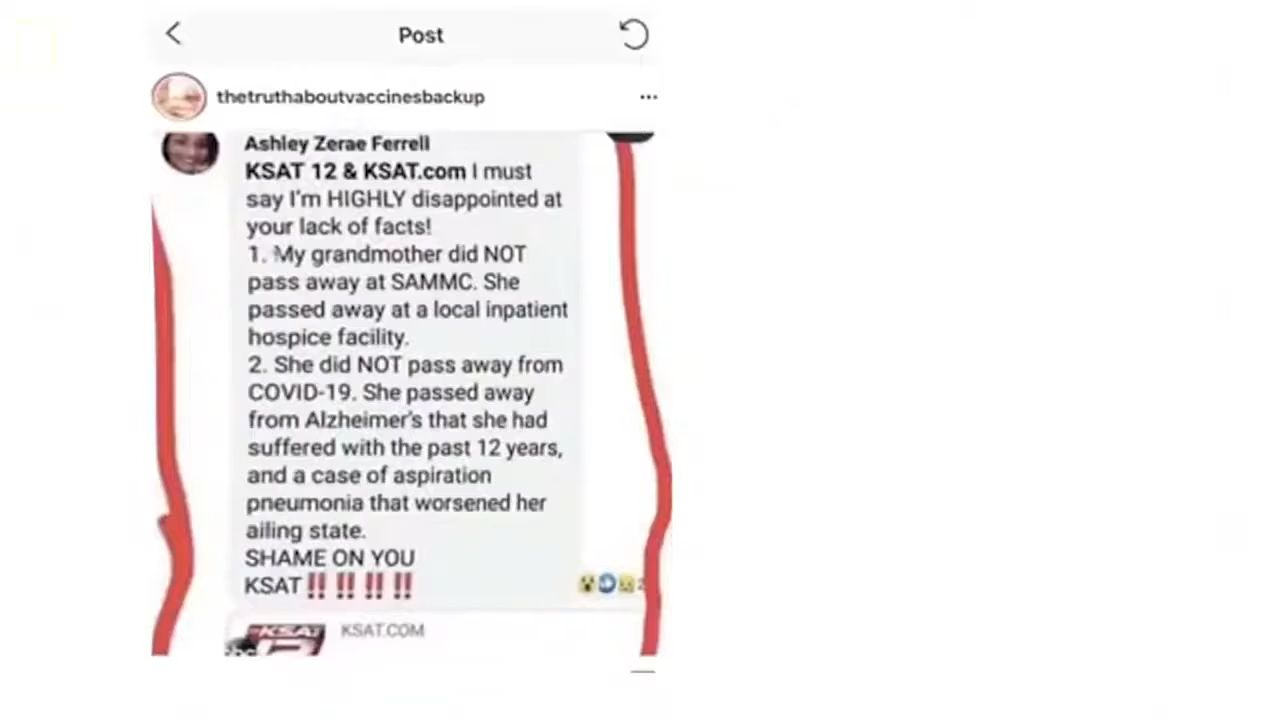 Post
thetruthaboutvaccinesbackup
Ashley Zerae Ferrell
KSAT 12 & KSAT.com I must
say I'm HIGHLY disappointed at
your lack of facts!
1. My grandmother did NOT
pass away at SAMMC. She
passed away at a local inpatient
hospice facility.
2. She did NOT pass away from
COVID-19. She passed away
from Alzheimer's that she had
suffered with the past 12 years,
and a case of aspiration
pneumonia that worsened her
ailing state.
SHAME ON YOU
KSAT‼️‼️‼️‼️
KSAT
KSAT.COM